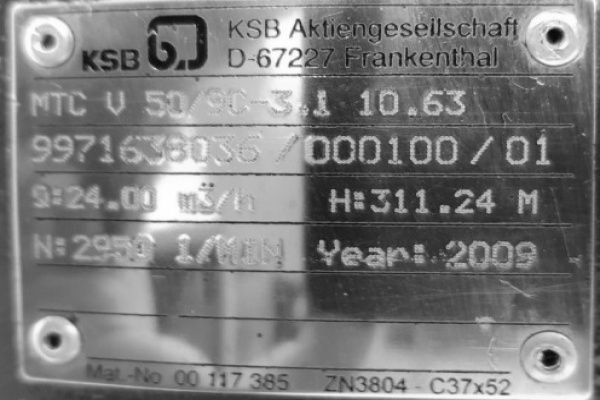 KSB KSB Aktiengesellschaft
D-67227 Frankenthal
MTC V 50/9C-3.1 10.63
9971638036/000100/01
Q:24.00 m3/h H:311.24 M
N:2950 1/MIN Year: 2009
Mat.-No 00 117 385 ZN3804 - C37x52